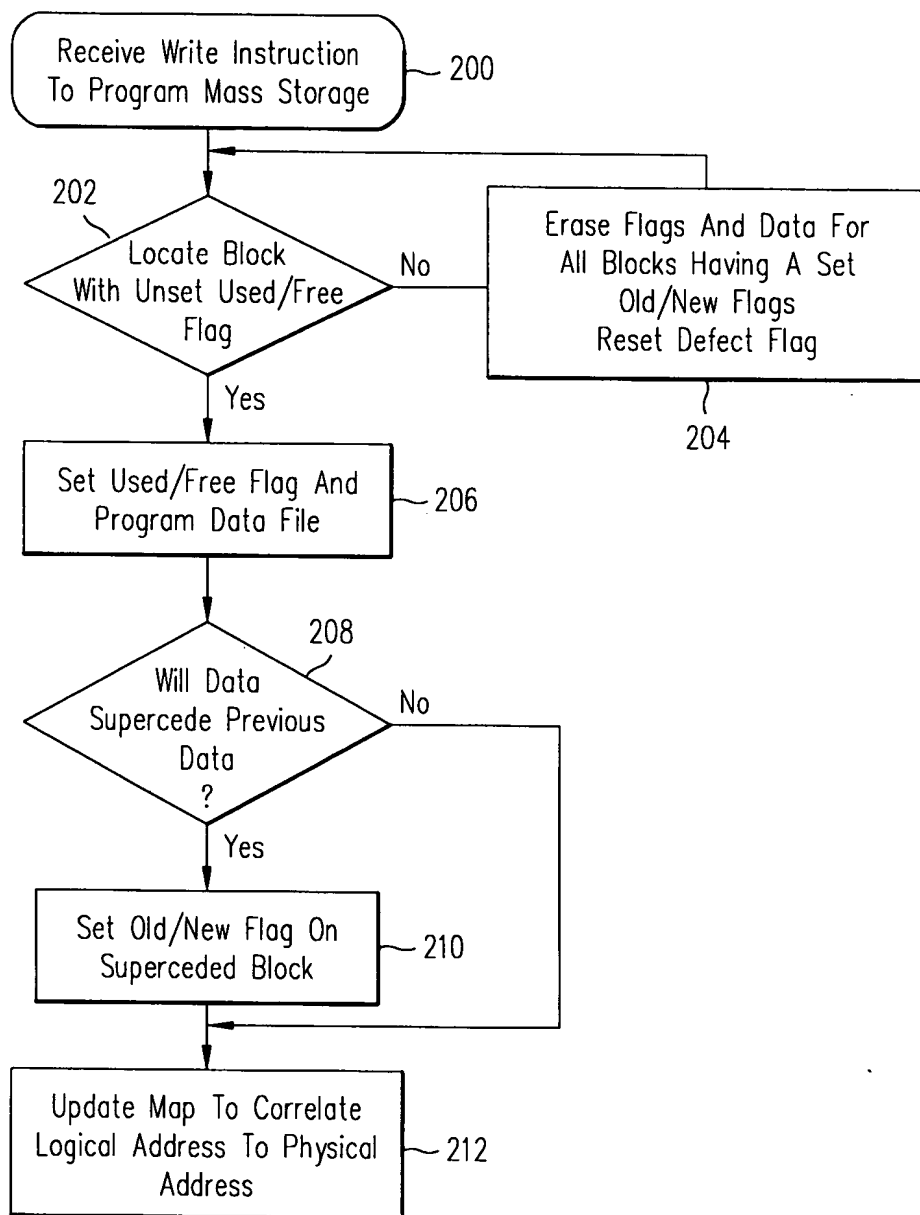 Receive Write Instruction
To Program Mass Storage
200
202
Locate Block
With Unset Used/Free
Flag
No
Erase Flags And Data For
All Blocks Having A Set
Old/New Flags
Reset Defect Flag
204
Yes
Set Used/Free Flag And
Program Data File
206
208
Will Data
Supercede Previous
Data
?
No
Yes
Set Old/New Flag On
Superceded Block
210
Update Map To Correlate
Logical Address To Physical
Address
212